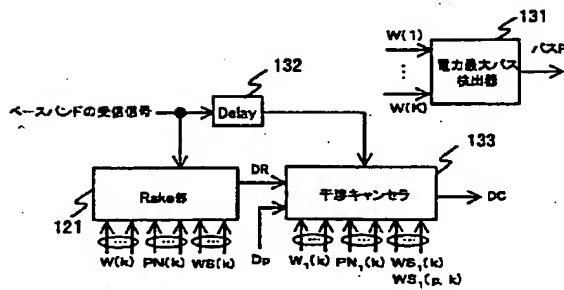 131
W(1)
⋮
W(K)
電力最大パス
検出器
パスP
132
ベースバンドの受信信号
Delay
133
Rake部
DR
干渉キャンセラ
DC
121
Dp
W(k) PN(k) WS(k)
W₁(k) PN₁(k) WS₁(k)
WS₁(p, k)